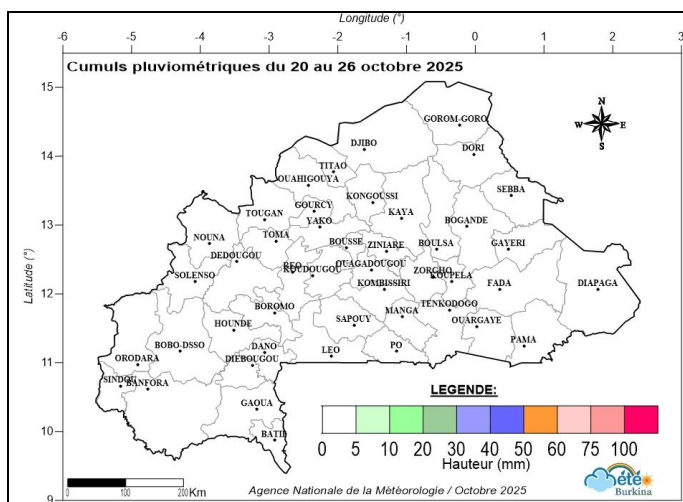 Longitude (°)
-6 -5 -4 -3 -2 -1 0 1 2 3
Cumuls pluviométriques du 20 au 26 octobre 2025
15
14
13
12
11
10
9
Latitude (°)
N
W E
S
GOROM-GORO
DJIBO
DORI
TITAO
OUAHIGOUYA
SEBBA
KONGOUSSI
GOURCY
TOUGAN
KAYA
YAKO
BOGANDE
NOUNA
TOMA
BOUSSE
ZINIARE
BOULSA
GAYERI
DEDOUGOU
REO
KOUDOUGOU
OUAGADOUGOU
ZORGHO
KOUPELA
SOLENSO
KOMBISSIRI
FADA
DIAPAGA
BOROMO
TENKODOGO
MANGA
HOUNDE
SAPOUY
OUARGAYE
BOBO-DSSO
DANO
LEO
PO
PAMA
ORODARA
DIEBOUGOU
SINDOU
BANFORA
GAOUA
BATIE
LEGENDE:
0 5 10 20 30 40 50 60 75 100
Hauteur (mm)
0 100 200 Km
Agence Nationale de la Météorologie / Octobre 2025
Météo
Burkina